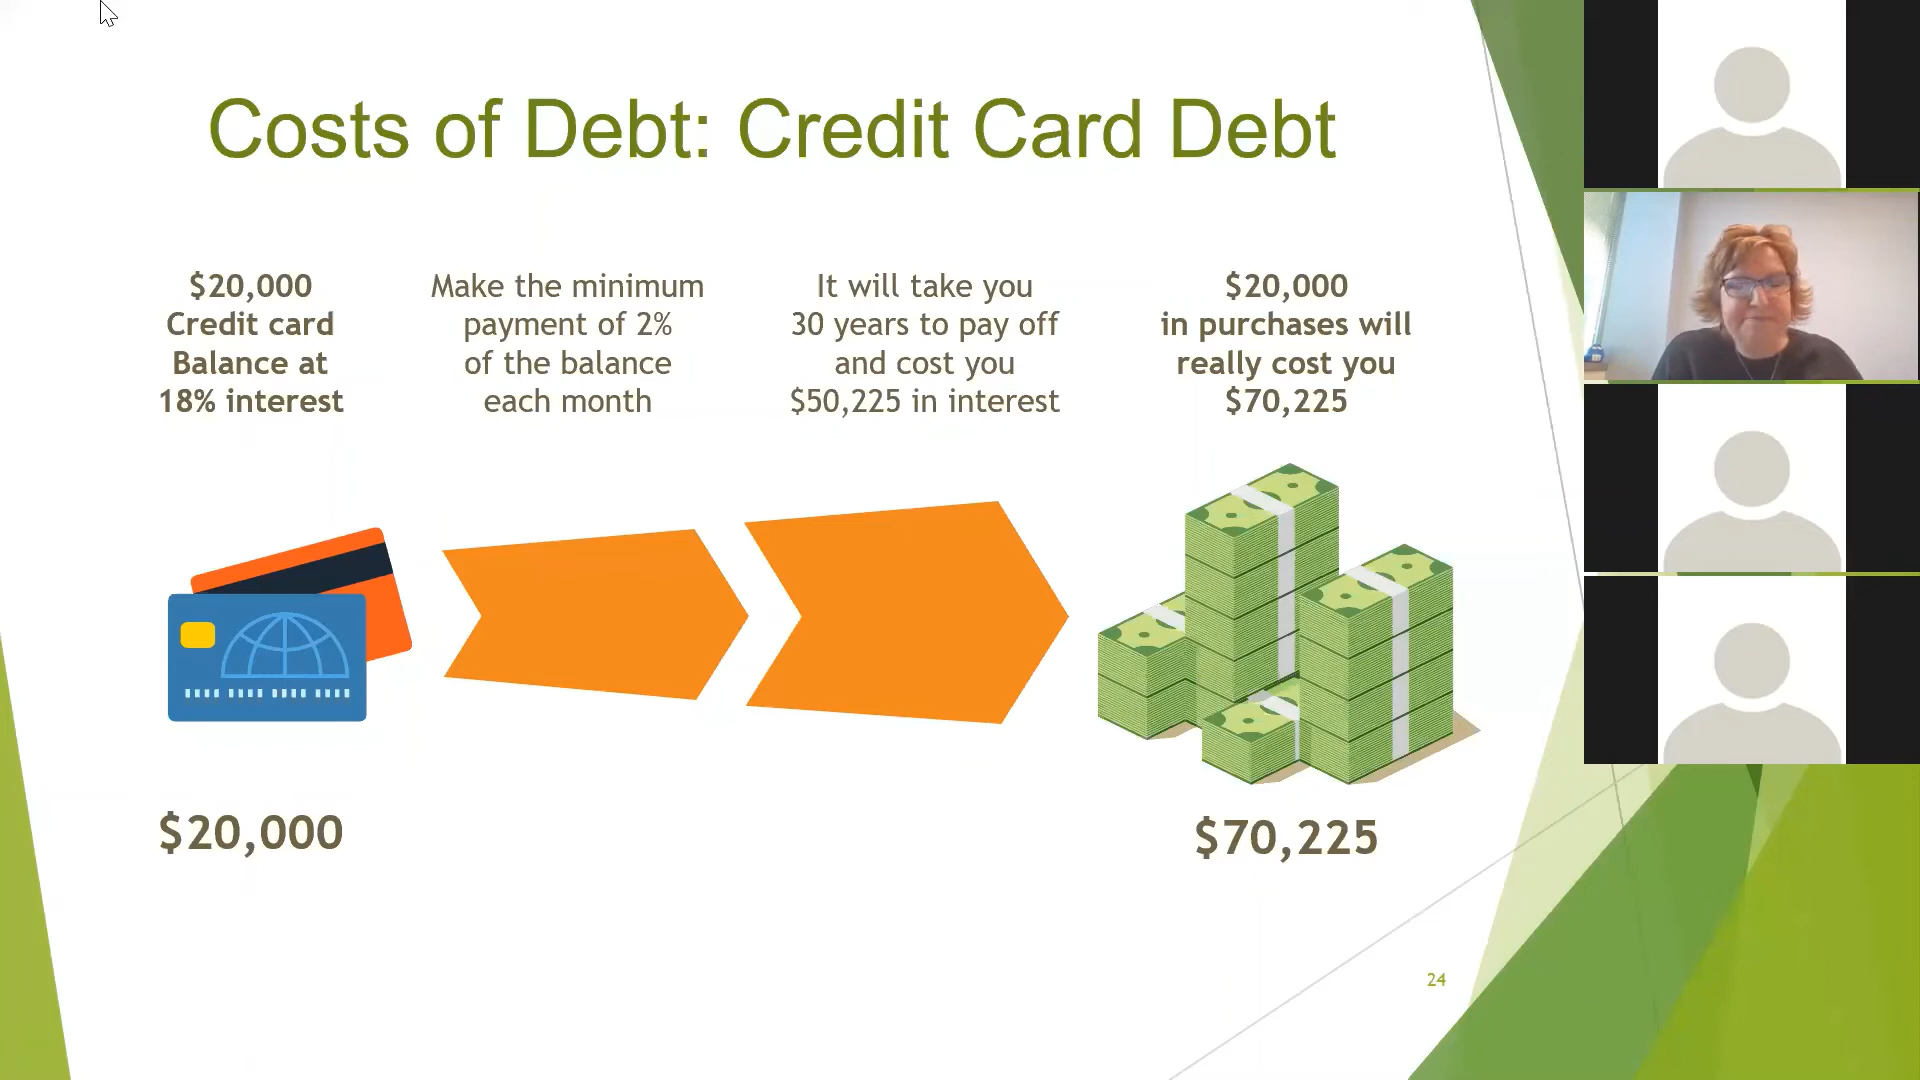 Costs of Debt: Credit Card Debt
$20,000
Credit card
Balance at
18% interest
Make the minimum
payment of 2%
of the balance
each month
It will take you
30 years to pay off
and cost you
$50,225 in interest
$20,000
in purchases will
really cost you
$70,225
$20,000
$70,225
24